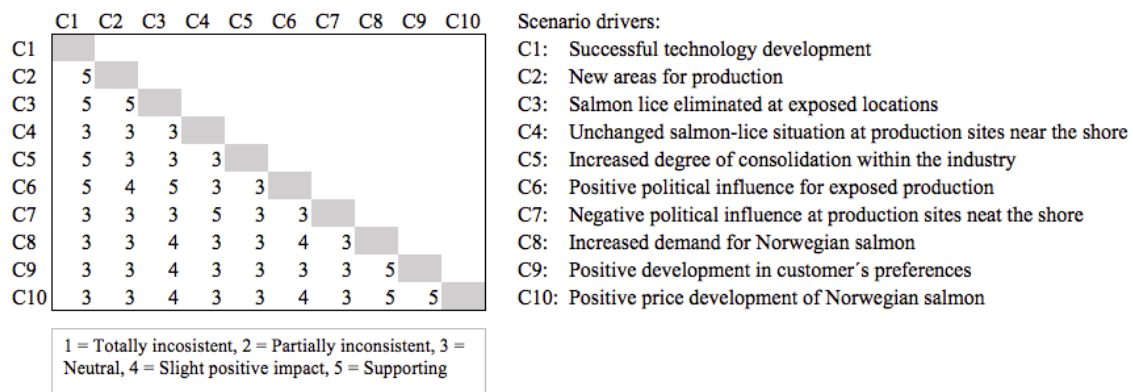 C1 C2 C3 C4 C5 C6 C7 C8 C9 C10
C1
C2 5
C3 5 5
C4 3 3 3
C5 5 3 3 3
C6 5 4 5 3 3
C7 3 3 3 5 3 3
C8 3 3 4 3 3 4 3
C9 3 3 4 3 3 3 3 5
C10 3 3 4 3 3 4 3 5 5
1 = Totally incosistent, 2 = Partially inconsistent, 3 =
Neutral, 4 = Slight positive impact, 5 = Supporting
Scenario drivers:
C1: Successful technology development
C2: New areas for production
C3: Salmon lice eliminated at exposed locations
C4: Unchanged salmon-lice situation at production sites near the shore
C5: Increased degree of consolidation within the industry
C6: Positive political influence for exposed production
C7: Negative political influence at production sites neat the shore
C8: Increased demand for Norwegian salmon
C9: Positive development in customer´s preferences
C10: Positive price development of Norwegian salmon